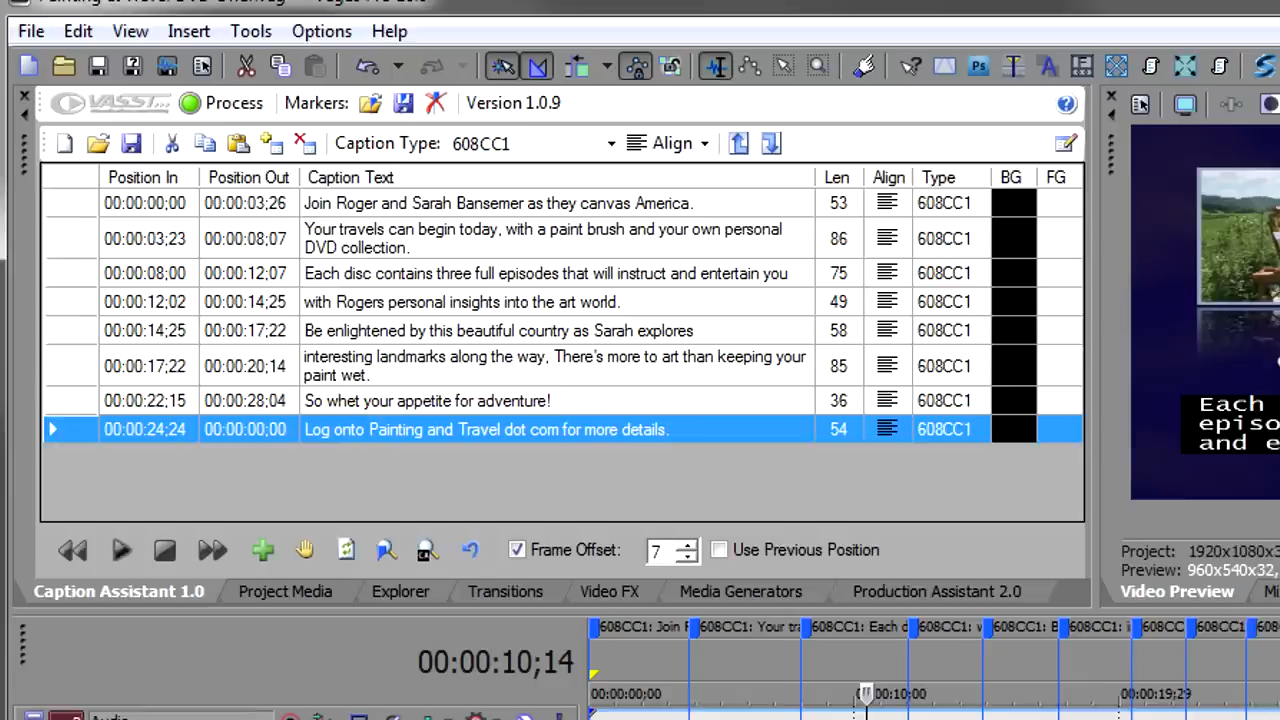 File Edit View Insert Tools Options Help
VASST... Process Markers: Version 1.0.9
Caption Type: 608CC1 Align
Position In Position Out Caption Text Len Align Type BG FG
00:00:00;00 00:00:03;26 Join Roger and Sarah Bansemer as they canvas America. 53 608CC1
00:00:03;23 00:00:08;07 Your travels can begin today, with a paint brush and your own personal
DVD collection. 86 608CC1
00:00:08;00 00:00:12;07 Each disc contains three full episodes that will instruct and entertain you 75 608CC1
00:00:12;02 00:00:14;25 with Rogers personal insights into the art world. 49 608CC1
00:00:14;25 00:00:17;22 Be enlightened by this beautiful country as Sarah explores 58 608CC1
00:00:17;22 00:00:20;14 interesting landmarks along the way, There's more to art than keeping your
paint wet. 85 608CC1
00:00:22;15 00:00:28;04 So whet your appetite for adventure! 36 608CC1
00:00:24;24 00:00:00;00 Log onto Painting and Travel dot com for more details. 54 608CC1
Each
episo
and e
Frame Offset: 7 Use Previous Position
Project: 1920x1080x3
Preview: 960x540x32,
Caption Assistant 1.0 Project Media Explorer Transitions Video FX Media Generators Production Assistant 2.0
Video Preview
608CC1: Join 608CC1: Your tra 608CC1: Each d 608CC1: w 608CC1: B 608CC1: i 608CC 608CC1 608C
00:00:10;14
00:00:00;00 00:00:10;00 00:00:19;29
Audio